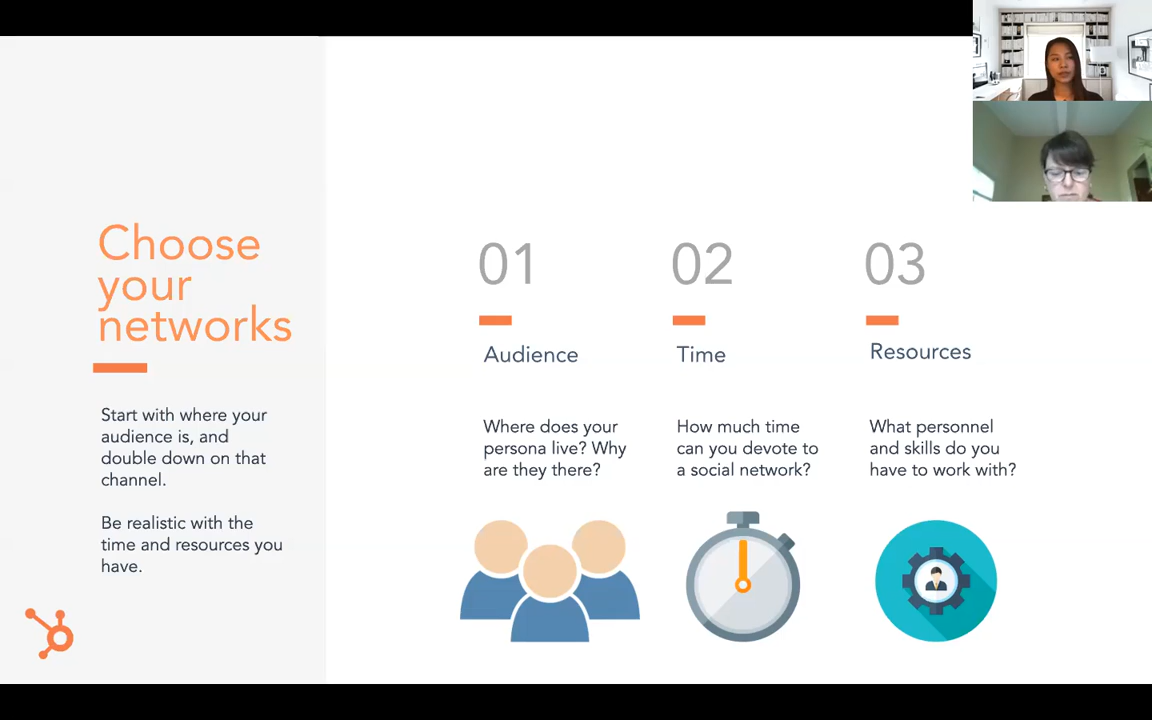 Choose
your
networks
Start with where your
audience is, and
double down on that
channel.
Be realistic with the
time and resources you
have.
01
Audience
Where does your
persona live? Why
are they there?
02
Time
How much time
can you devote to
a social network?
03
Resources
What personnel
and skills do you
have to work with?